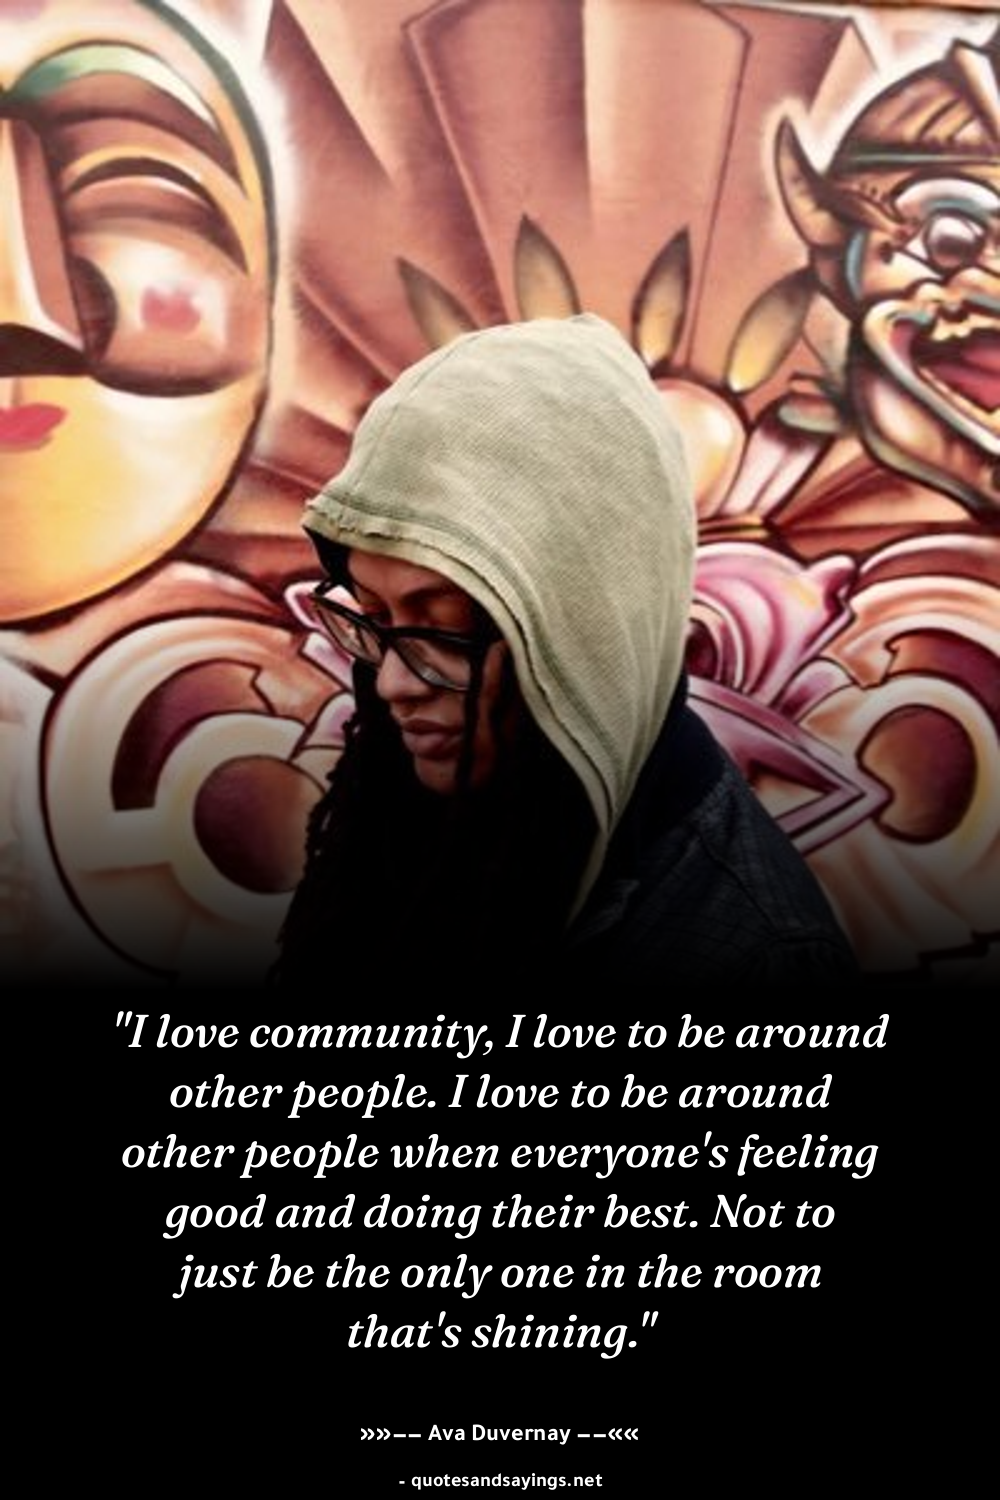 "I love community, I love to be around
other people. I love to be around
other people when everyone's feeling
good and doing their best. Not to
just be the only one in the room
that's shining."
»»–– Ava Duvernay ––««
- quotesandsayings.net